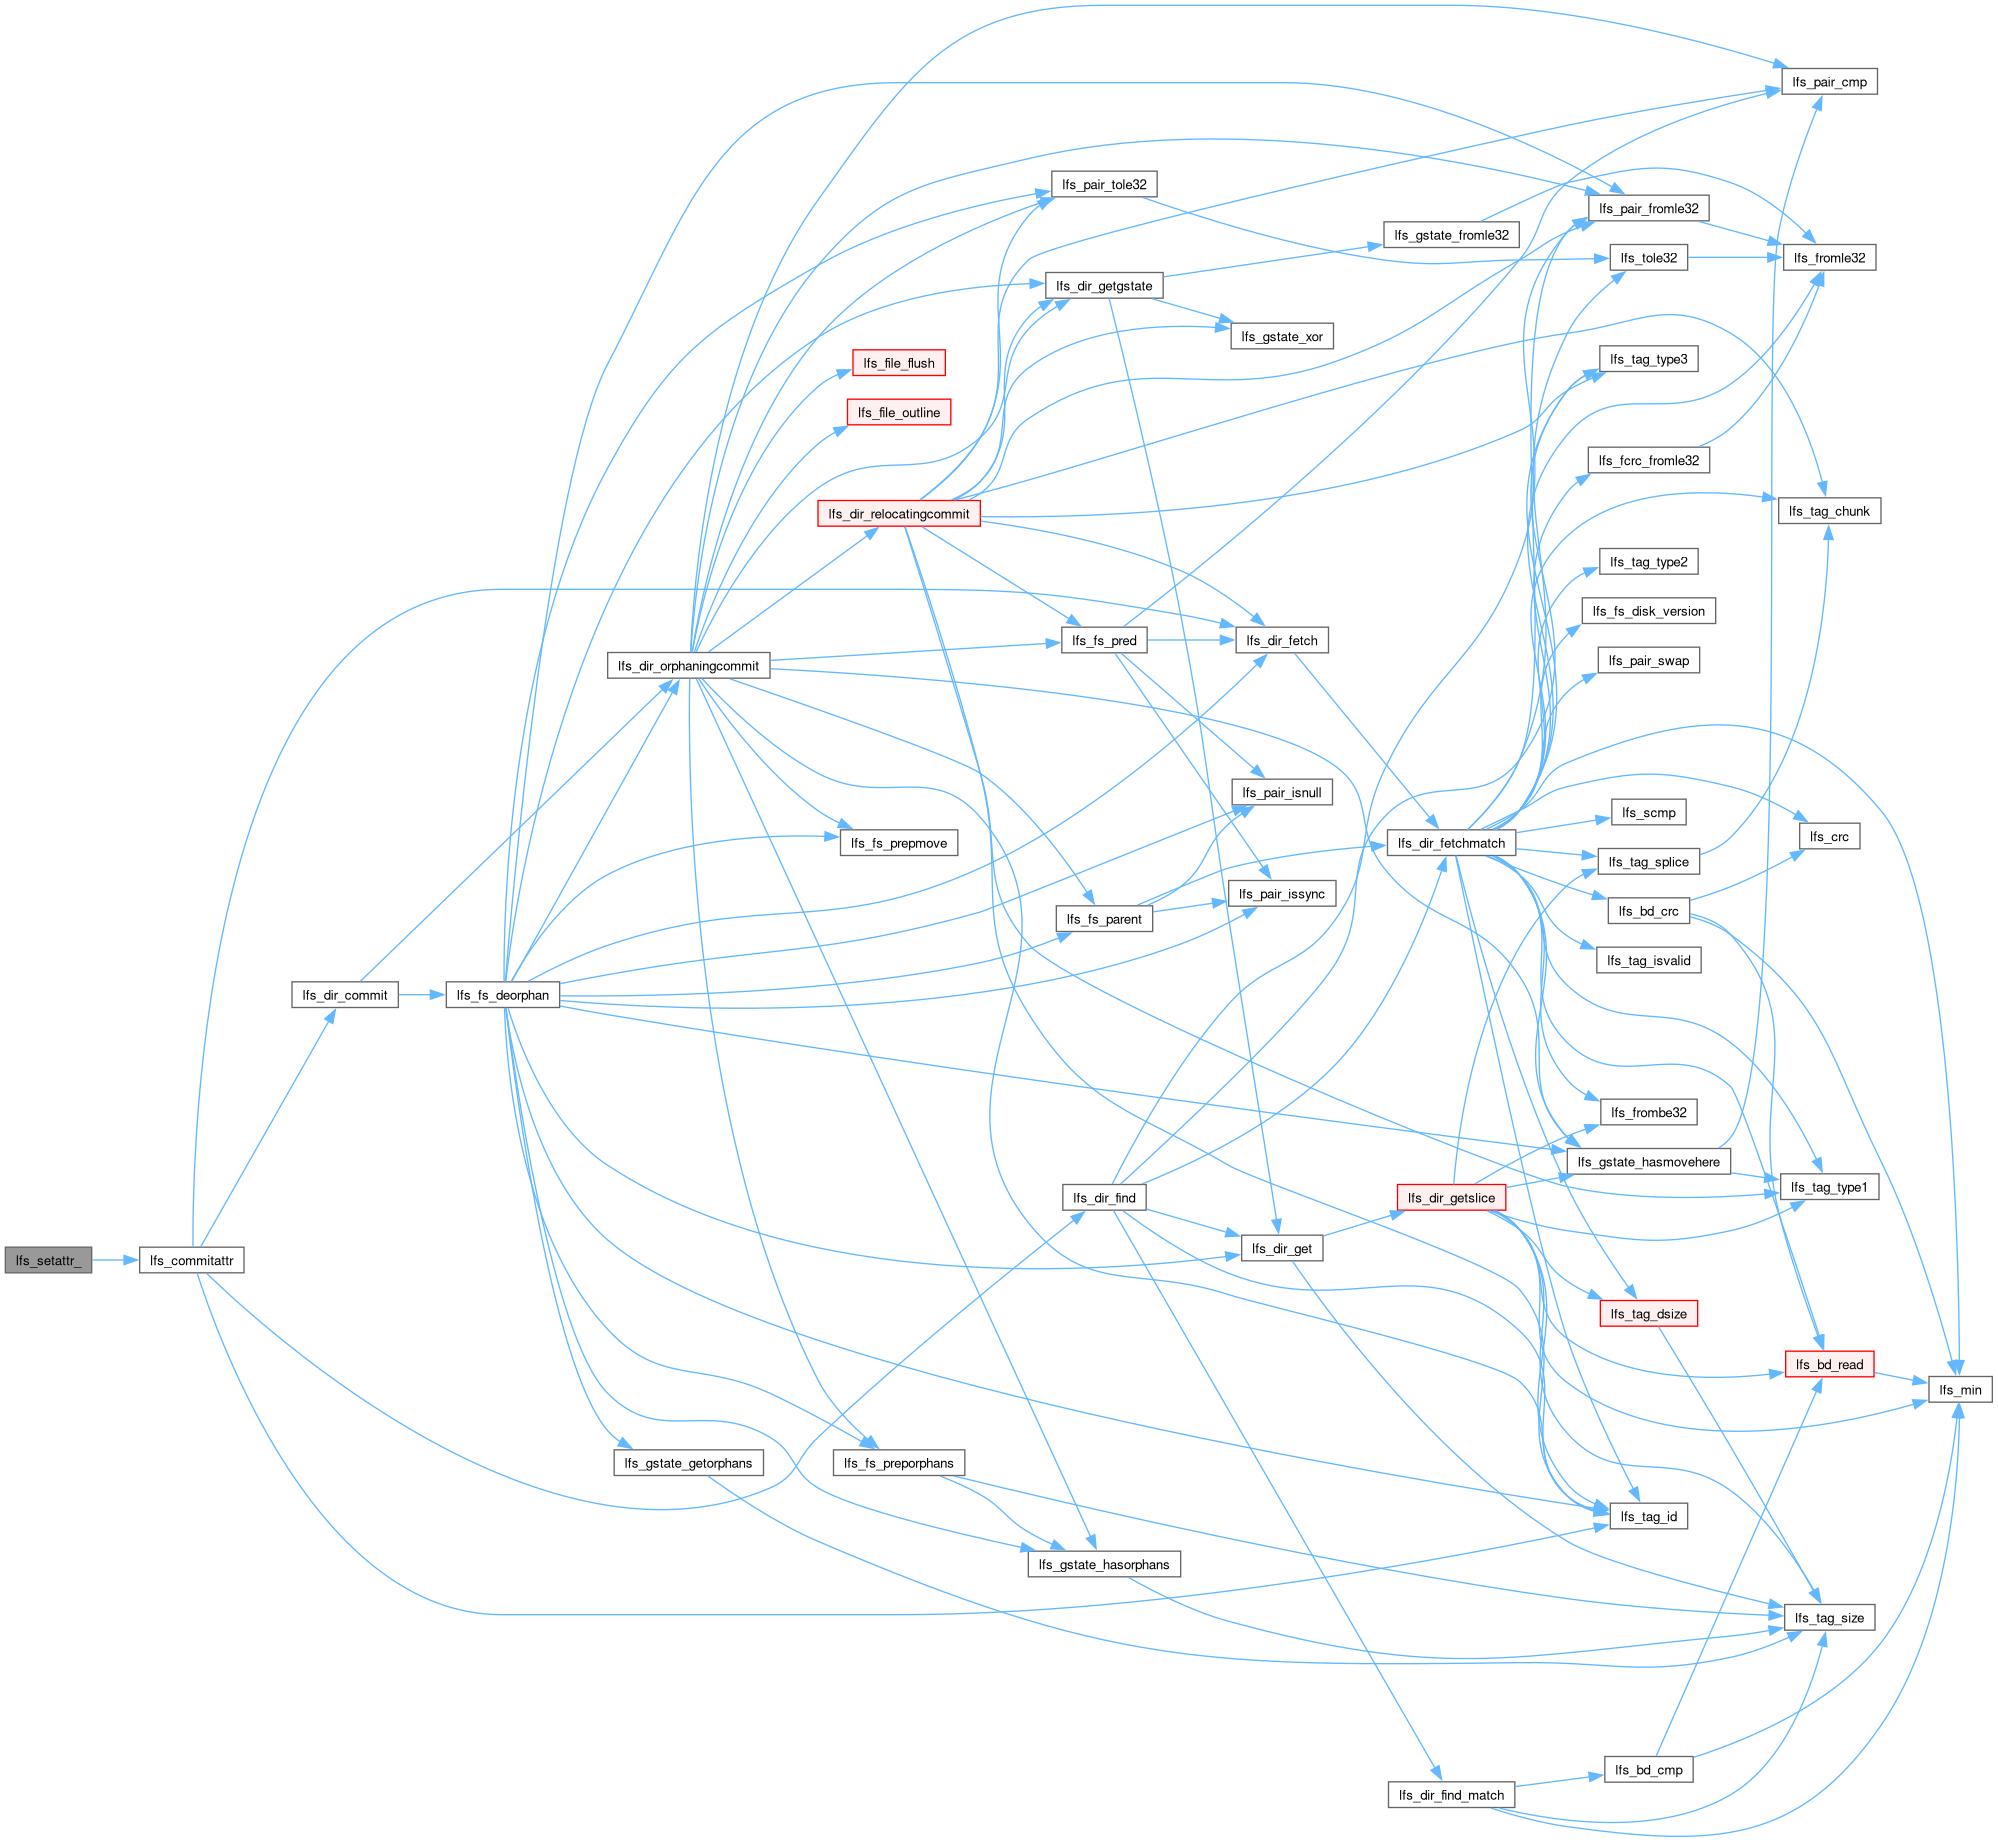 lfs_pair_cmp
lfs_pair_tole32
lfs_pair_fromle32
lfs_gstate_fromle32
lfs_tole32
lfs_fromle32
lfs_dir_getgstate
lfs_gstate_xor
lfs_tag_type3
lfs_file_flush
lfs_file_outline
lfs_fcrc_fromle32
lfs_dir_relocatingcommit
lfs_tag_chunk
lfs_tag_type2
lfs_fs_disk_version
lfs_fs_pred
lfs_dir_fetch
lfs_dir_orphaningcommit
lfs_pair_swap
lfs_pair_isnull
lfs_scmp
lfs_crc
lfs_fs_prepmove
lfs_dir_fetchmatch
lfs_tag_splice
lfs_pair_issync
lfs_bd_crc
lfs_fs_parent
lfs_tag_isvalid
lfs_dir_commit
lfs_fs_deorphan
lfs_frombe32
lfs_gstate_hasmovehere
lfs_tag_type1
lfs_dir_find
lfs_dir_getslice
lfs_dir_get
lfs_setattr_
lfs_commitattr
lfs_tag_dsize
lfs_bd_read
lfs_min
lfs_gstate_getorphans
lfs_fs_preporphans
lfs_tag_id
lfs_gstate_hasorphans
lfs_tag_size
lfs_bd_cmp
lfs_dir_find_match